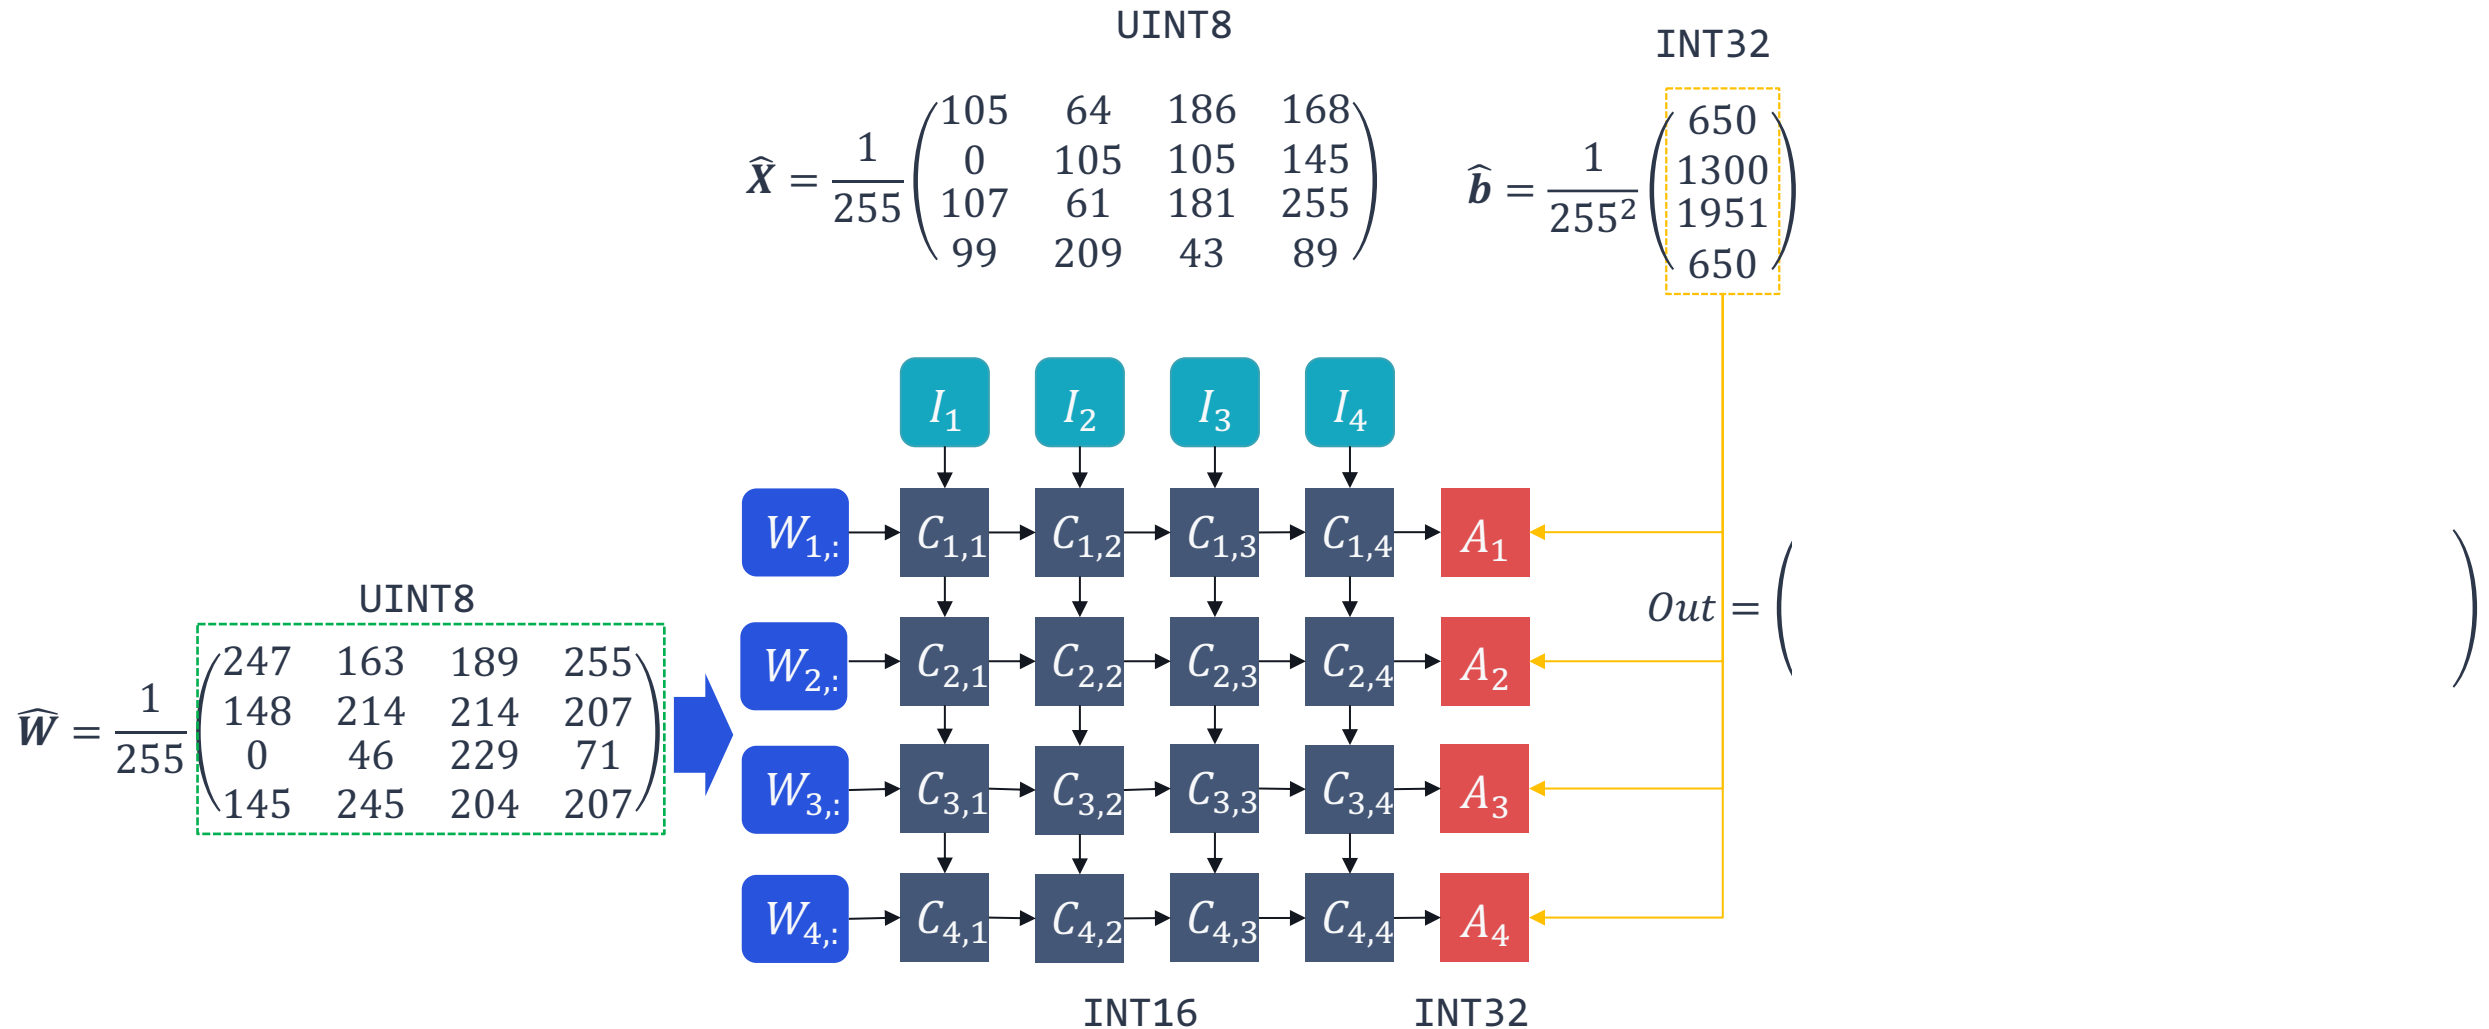 UINT8
INT32
X̂ = 1/255 (105 64 186 168
0 105 105 145
107 61 181 255
99 209 43 89)
b̂ = 1/255² (650
1300
1951
650)
I₁ I₂ I₃ I₄
W₁,: C₁,₁ C₁,₂ C₁,₃ C₁,₄ A₁
W₂,: C₂,₁ C₂,₂ C₂,₃ C₂,₄ A₂
W₃,: C₃,₁ C₃,₂ C₃,₃ C₃,₄ A₃
W₄,: C₄,₁ C₄,₂ C₄,₃ C₄,₄ A₄
UINT8
Ŵ = 1/255 (247 163 189 255
148 214 214 207
0 46 229 71
145 245 204 207)
Out = ( )
INT16
INT32